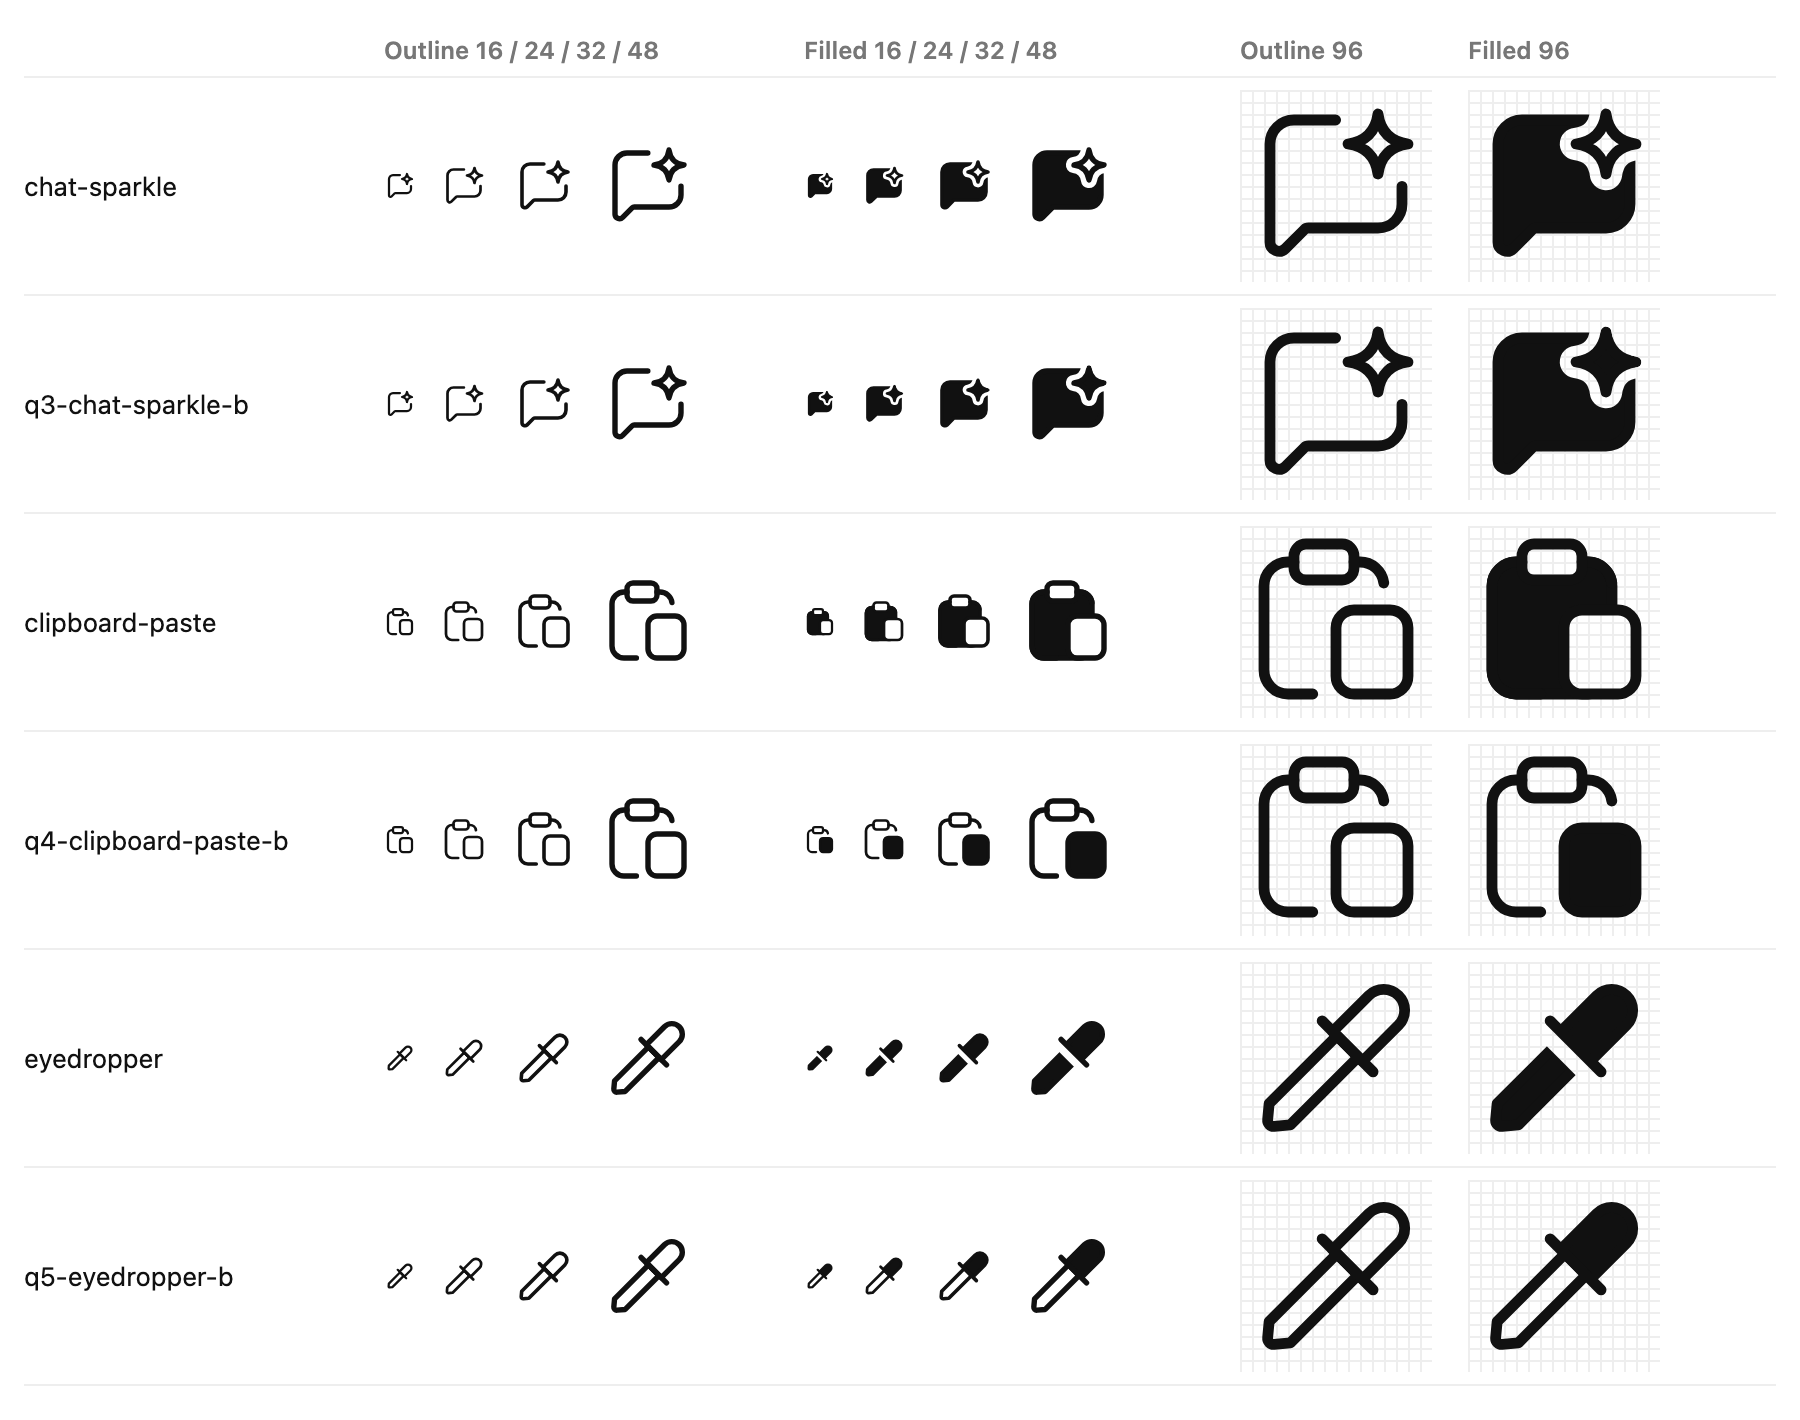 Outline 16 / 24 / 32 / 48 Filled 16 / 24 / 32 / 48 Outline 96 Filled 96
chat-sparkle
q3-chat-sparkle-b
clipboard-paste
q4-clipboard-paste-b
eyedropper
q5-eyedropper-b